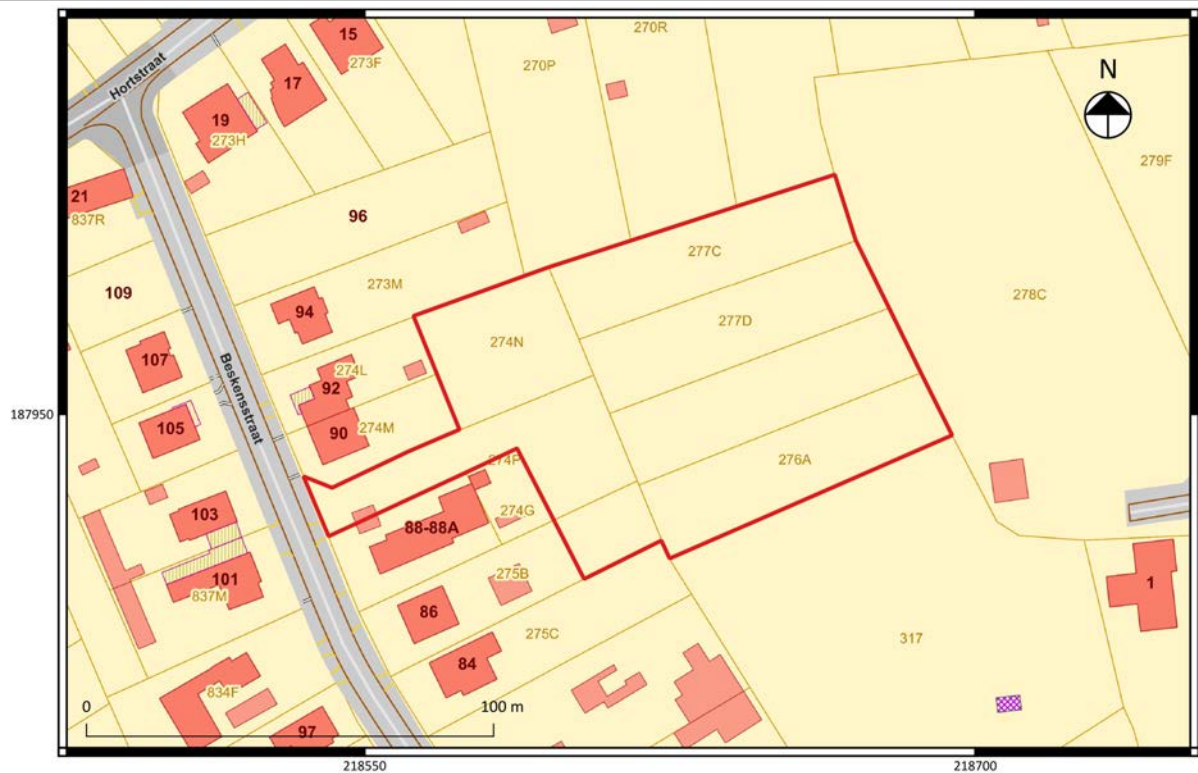 270R
15
273F
270P
Hortstraat
17
N
19
273H
279F
21
837R
96
277C
273M
109
278C
94
277D
274N
107
274L
92
Beskensstraat
187950
105
274M
90
276A
274P
103
274G
88-88A
101
275B
837M
1
86
275C
317
84
834F
0
100 m
97
218550
218700